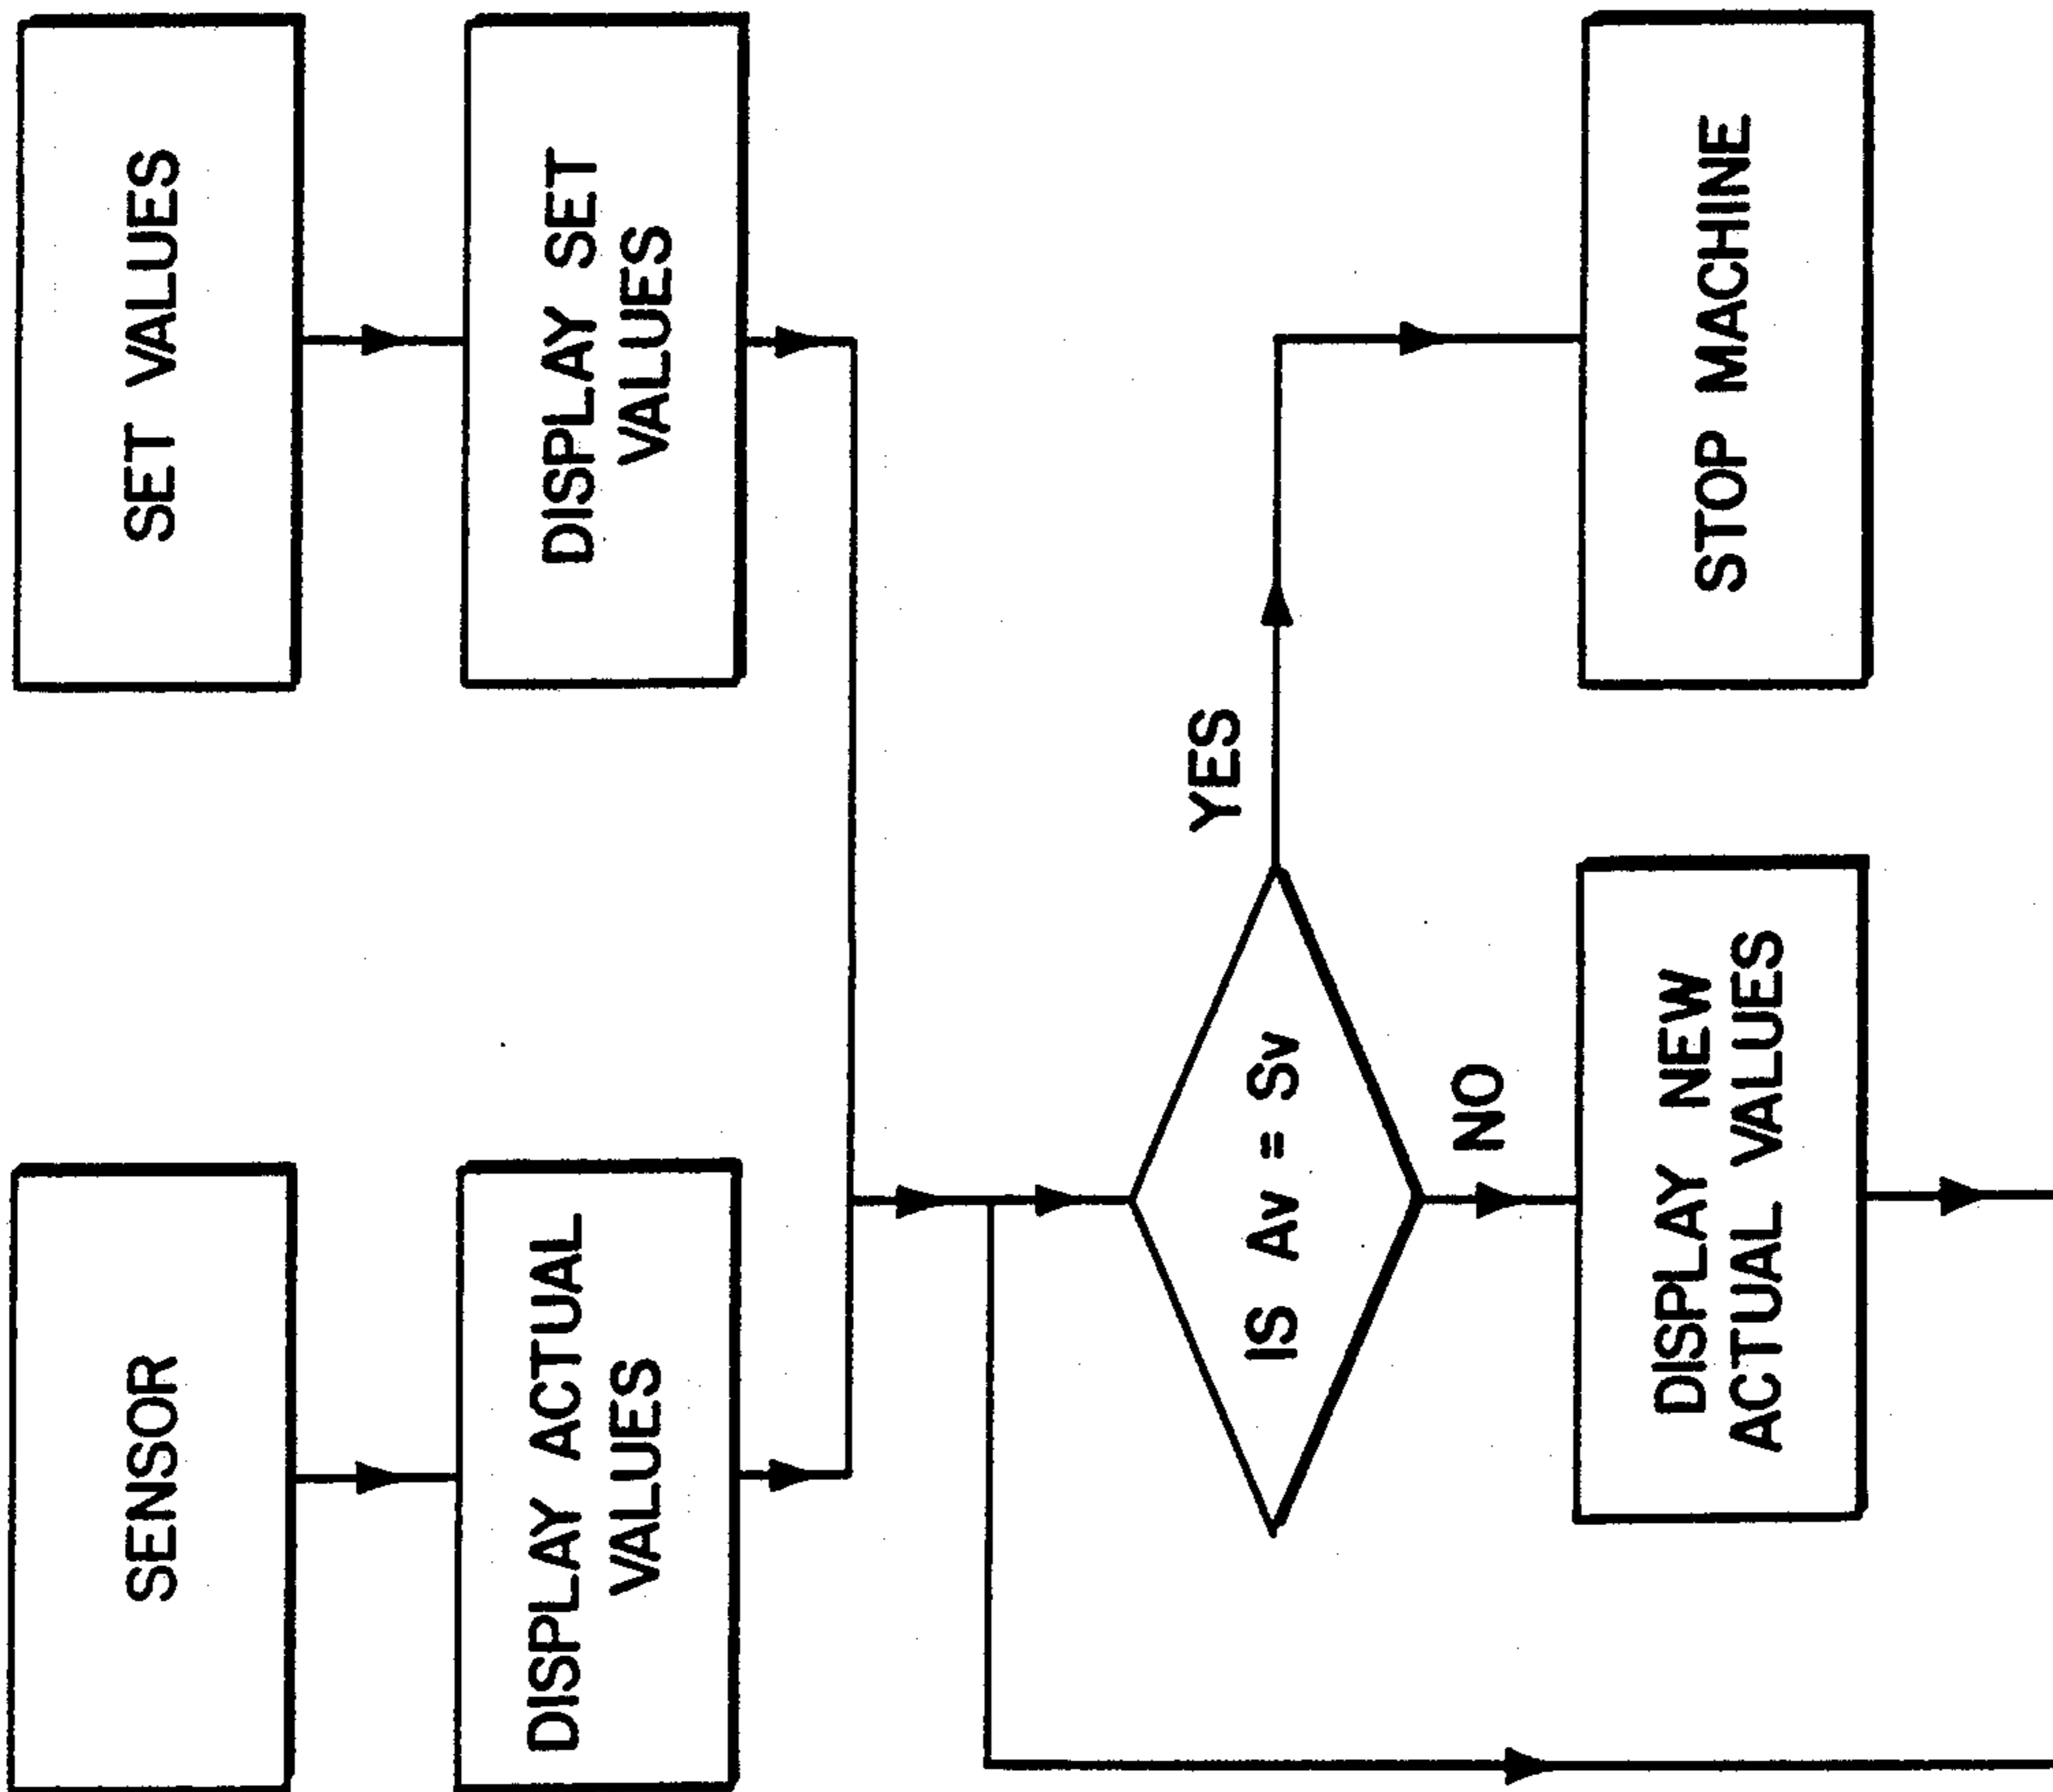 SENSOR
SET VALUES
DISPLAY ACTUAL
VALUES
DISPLAY SET
VALUES
IS Av = Sv
YES
NO
DISPLAY NEW
ACTUAL VALUES
STOP MACHINE